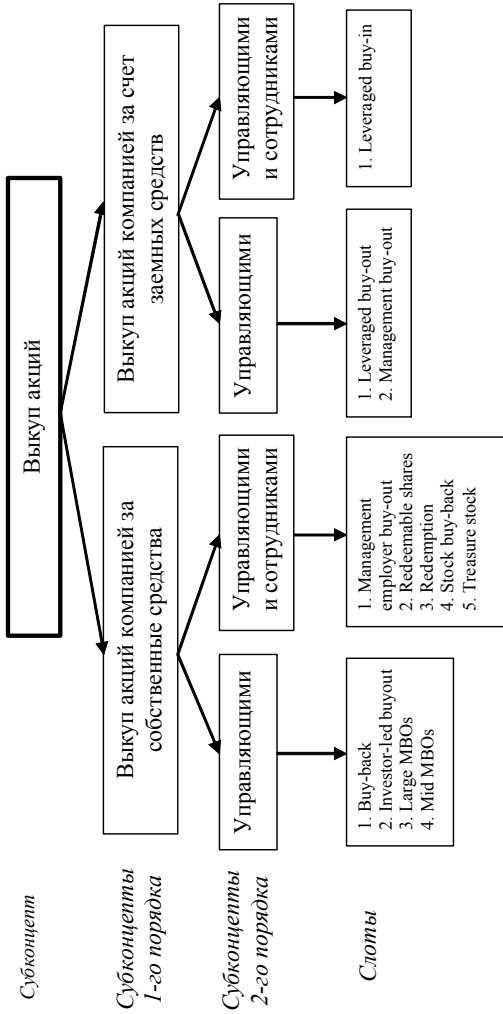 Субконцепт
Выкуп акций
Субконцепты
1-го порядка
Выкуп акций компанией за
собственные средства
Выкуп акций компанией за счет
заемных средств
Субконцепты
2-го порядка
Управляющими
Управляющими
и сотрудниками
Управляющими
Управляющими
и сотрудниками
Слоты
1. Buy-back
2. Investor-led buyout
3. Large MBOs
4. Mid MBOs
1. Management
employer buy-out
2. Redeemable shares
3. Redemption
4. Stock buy-back
5. Treasure stock
1. Leveraged buy-out
2. Management buy-out
1. Leveraged buy-in